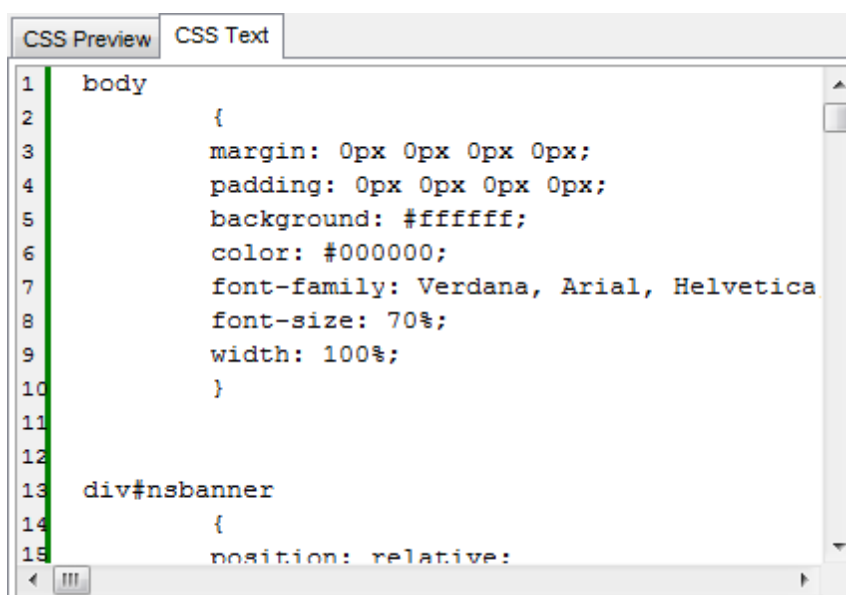 CSS Preview CSS Text
1 body
2 {
3 margin: 0px 0px 0px 0px;
4 padding: 0px 0px 0px 0px;
5 background: #ffffff;
6 color: #000000;
7 font-family: Verdana, Arial, Helvetica,
8 font-size: 70%;
9 width: 100%;
10 }
11
12
13 div#nsbanner
14 {
15 position: relative;